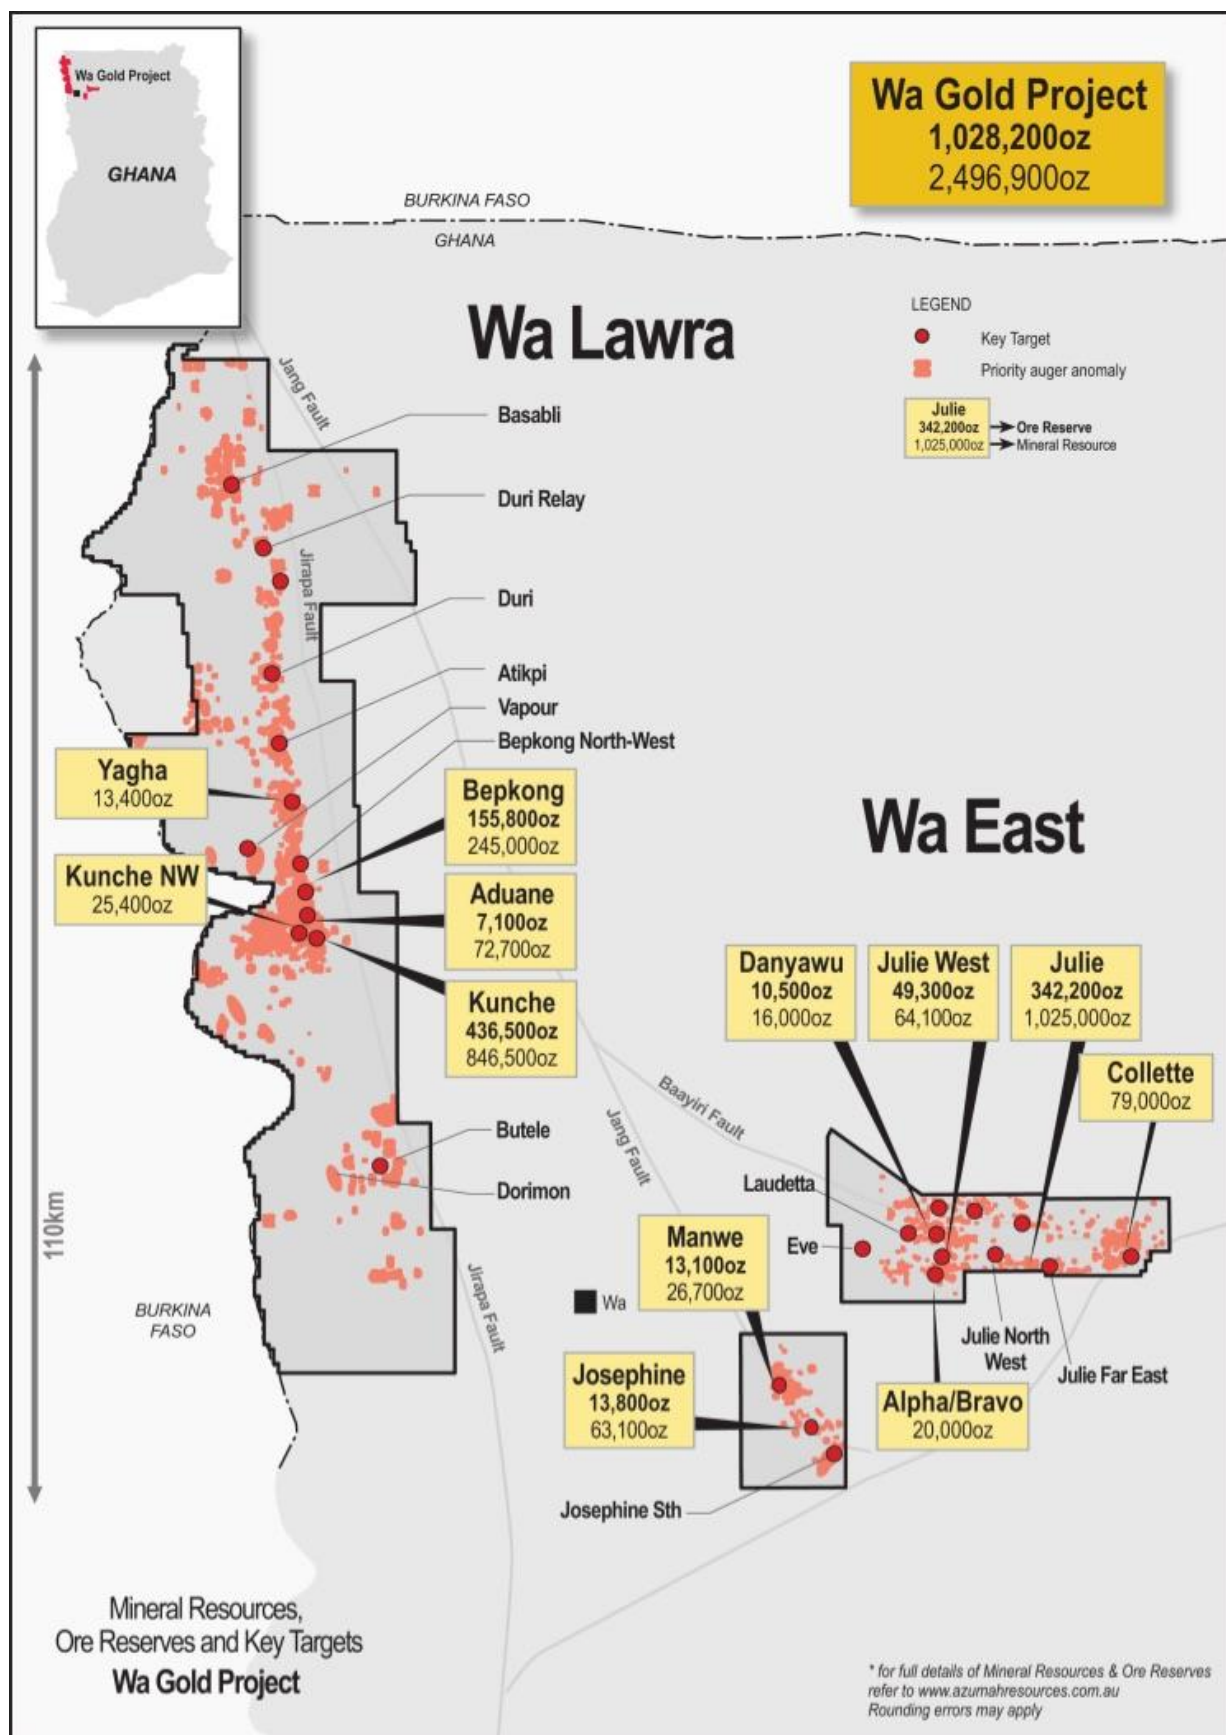 Wa Gold Project
GHANA
Wa Gold Project
1,028,200oz
2,496,900oz
BURKINA FASO
GHANA
Wa Lawra
LEGEND
Key Target
Priority auger anomaly
Julie
342,200oz
1,025,000oz
Ore Reserve
Mineral Resource
Jang Fault
Basabli
Duri Relay
Jirapa Fault
Duri
Atikpi
Vapour
Bepkong North-West
Yagha
13,400oz
Bepkong
155,800oz
245,000oz
Kunche NW
25,400oz
Aduane
7,100oz
72,700oz
Kunche
436,500oz
846,500oz
Wa East
Danyawu
10,500oz
16,000oz
Julie West
49,300oz
64,100oz
Julie
342,200oz
1,025,000oz
Collette
79,000oz
Baayiri Fault
Jang Fault
Butele
Dorimon
110km
Laudetta
Eve
Manwe
13,100oz
26,700oz
Wa
Jirapa Fault
BURKINA
FASO
Julie North
West
Julie Far East
Josephine
13,800oz
63,100oz
Alpha/Bravo
20,000oz
Josephine Sth
Mineral Resources,
Ore Reserves and Key Targets
Wa Gold Project
* for full details of Mineral Resources & Ore Reserves
refer to www.azumahresources.com.au
Rounding errors may apply